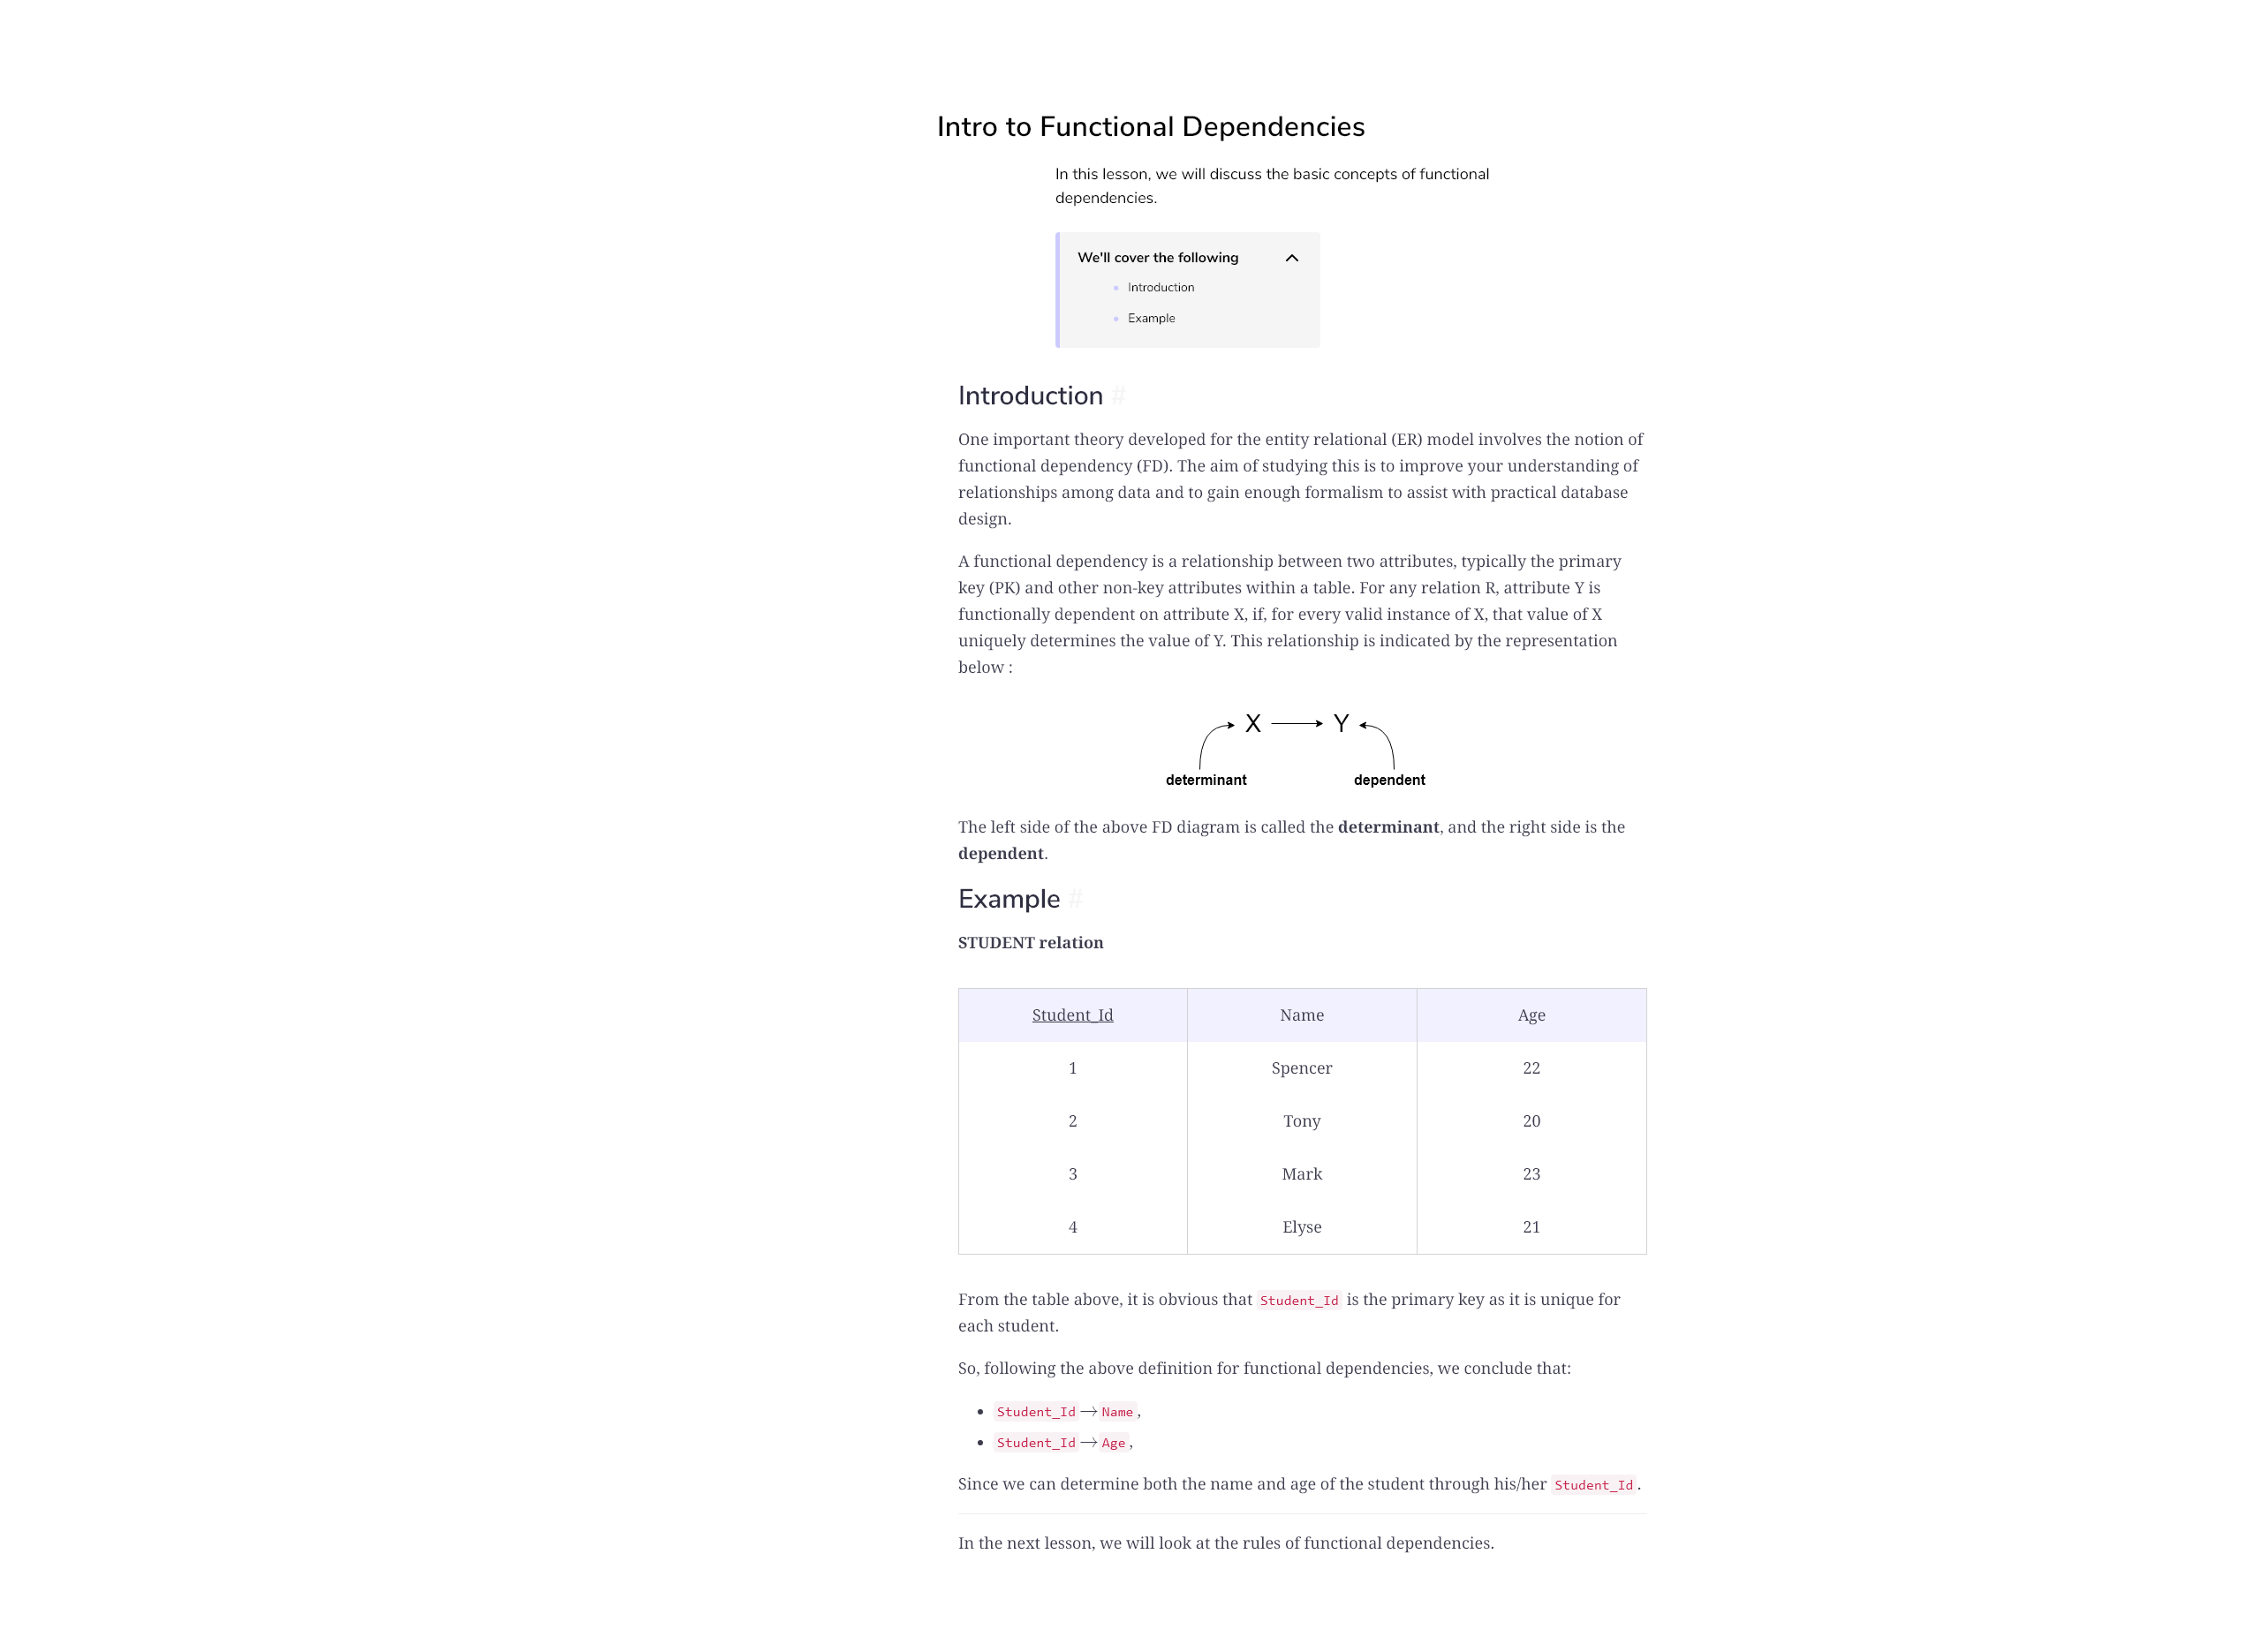 Intro to Functional Dependencies
In this lesson, we will discuss the basic concepts of functional
dependencies.
We'll cover the following
Introduction
Example
Introduction #
One important theory developed for the entity relational (ER) model involves the notion of
functional dependency (FD). The aim of studying this is to improve your understanding of
relationships among data and to gain enough formalism to assist with practical database
design.
A functional dependency is a relationship between two attributes, typically the primary
key (PK) and other non-key attributes within a table. For any relation R, attribute Y is
functionally dependent on attribute X, if, for every valid instance of X, that value of X
uniquely determines the value of Y. This relationship is indicated by the representation
below :
X → Y
determinant dependent
The left side of the above FD diagram is called the determinant, and the right side is the
dependent.
Example #
STUDENT relation
Student_Id Name Age
1 Spencer 22
2 Tony 20
3 Mark 23
4 Elyse 21
From the table above, it is obvious that Student_Id is the primary key as it is unique for
each student.
So, following the above definition for functional dependencies, we conclude that:
• Student_Id → Name,
• Student_Id → Age,
Since we can determine both the name and age of the student through his/her Student_Id.
In the next lesson, we will look at the rules of functional dependencies.